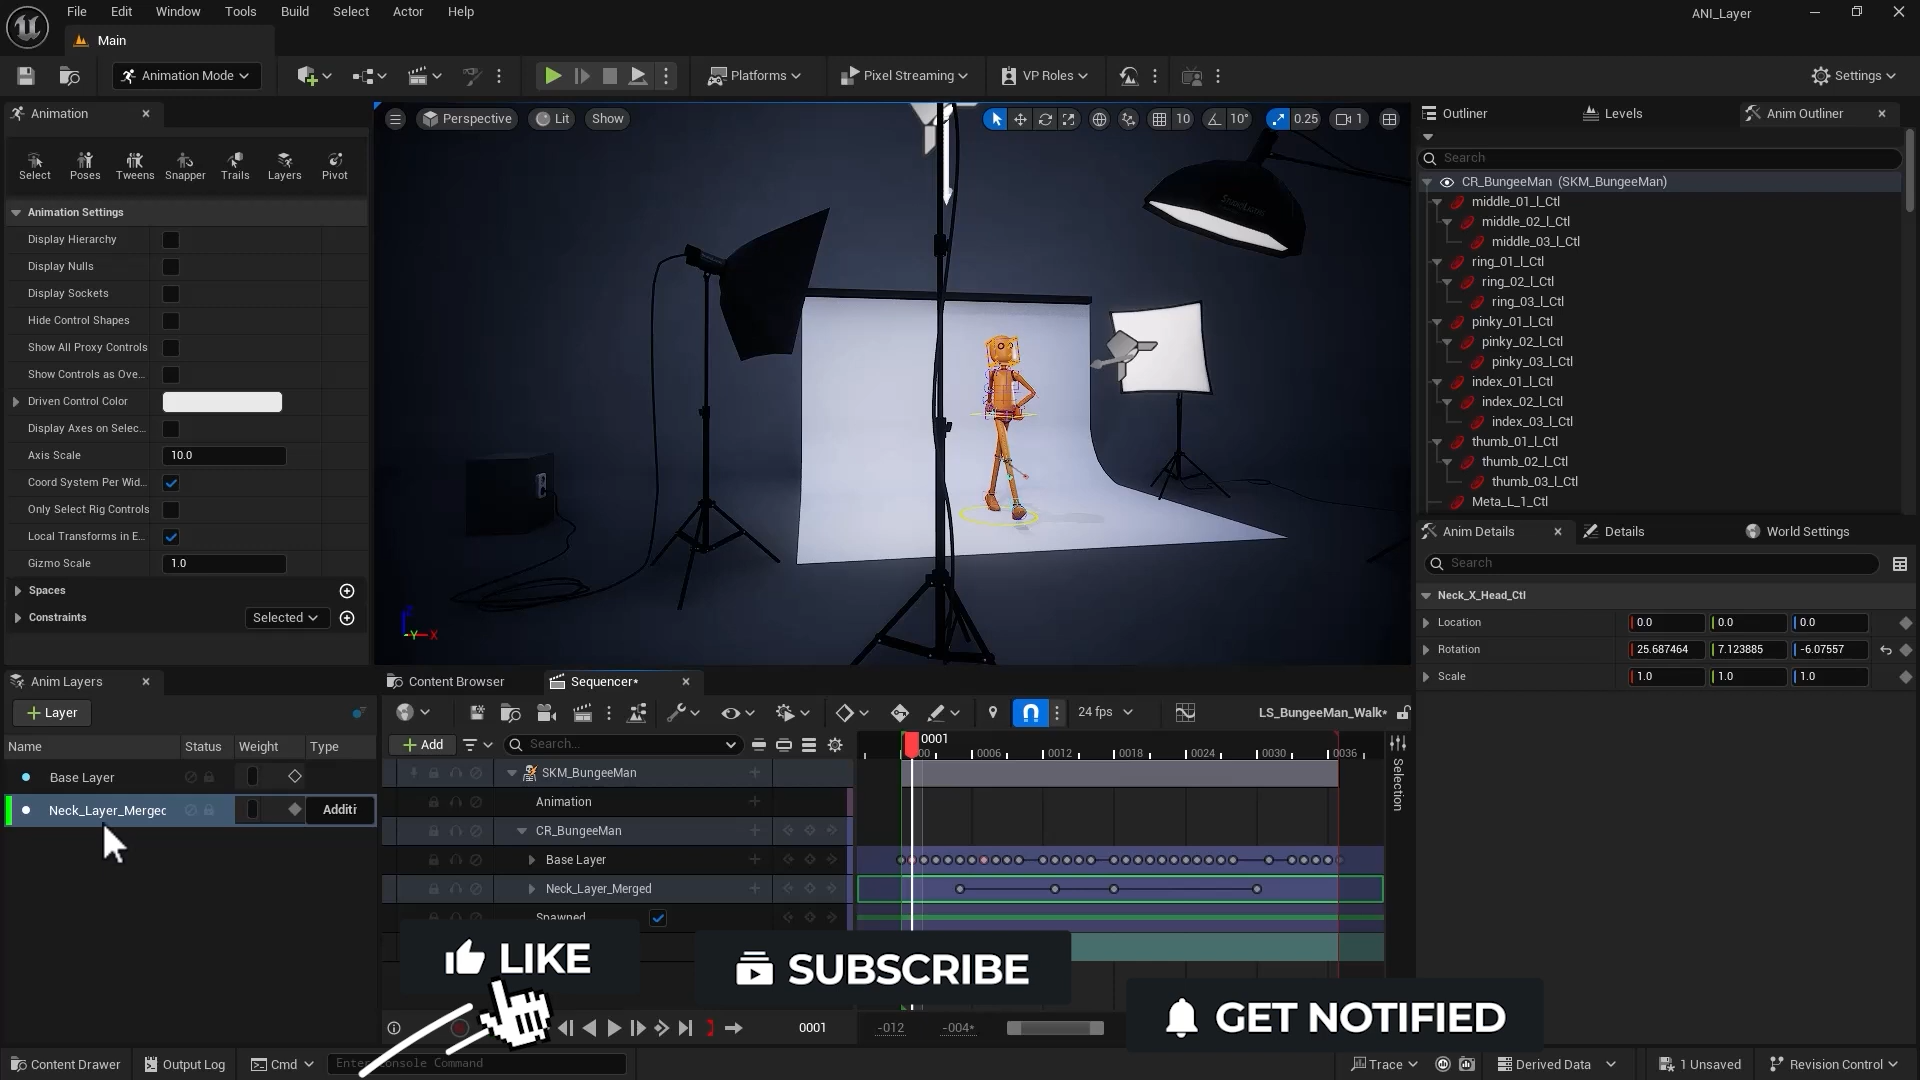 File Edit Window Tools Build Select Actor Help
ANI_Layer
Main
Animation Mode
Platforms
Pixel Streaming
VP Roles
Settings
Animation
Select Poses Tweens Snapper Trails Layers Pivot
Animation Settings
Display Hierarchy
Display Nulls
Display Sockets
Hide Control Shapes
Show All Proxy Controls
Show Controls as Ove...
Driven Control Color
Display Axes on Selec...
Axis Scale 10.0
Coord System Per Wid...
Only Select Rig Controls
Local Transforms in E...
Gizmo Scale 1.0
Spaces
Constraints Selected
Perspective Lit Show
10 10° 0.25 1
Z
Y X
Outliner Levels Anim Outliner
Search
CR_BungeeMan (SKM_BungeeMan)
middle_01_l_Ctl
middle_02_l_Ctl
middle_03_l_Ctl
ring_01_l_Ctl
ring_02_l_Ctl
ring_03_l_Ctl
pinky_01_l_Ctl
pinky_02_l_Ctl
pinky_03_l_Ctl
index_01_l_Ctl
index_02_l_Ctl
index_03_l_Ctl
thumb_01_l_Ctl
thumb_02_l_Ctl
thumb_03_l_Ctl
Meta_L_1_Ctl
Anim Details Details World Settings
Search
Neck_X_Head_Ctl
Location 0.0 0.0 0.0
Rotation 25.687464 7.123885 -6.07557
Scale 1.0 1.0 1.0
Anim Layers
Layer
Name Status Weight Type
Base Layer
Neck_Layer_Merged Additi
Content Browser Sequencer*
24 fps
LS_BungeeMan_Walk*
Add Search...
0001
00 0006 0012 0018 0024 0030 0036
Selection
SKM_BungeeMan
Animation
CR_BungeeMan
Base Layer
Neck_Layer_Merged
Spawned
LIKE
SUBSCRIBE
GET NOTIFIED
0001
-012 -004*
Content Drawer Output Log Cmd Enter Console Command
Trace Derived Data 1 Unsaved Revision Control